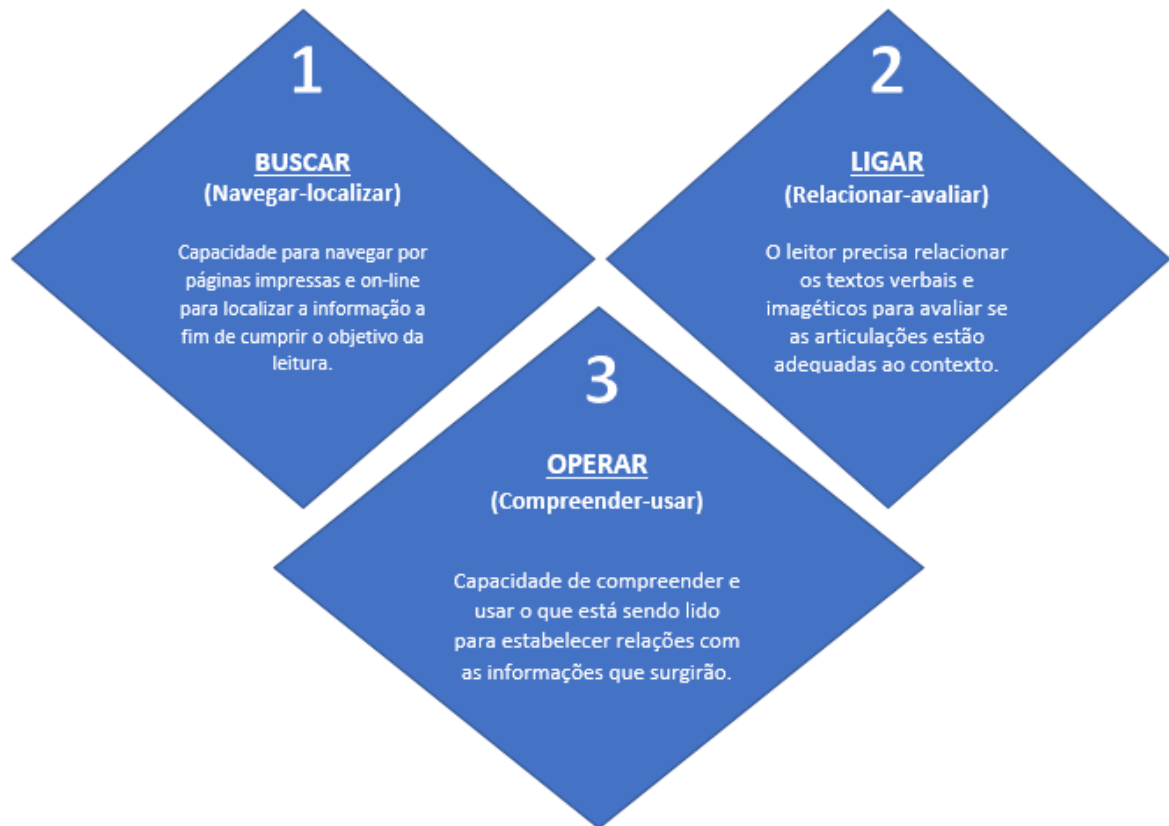 1
BUSCAR
(Navegar-localizar)
Capacidade para navegar por
páginas impressas e on-line
para localizar a informação a
fim de cumprir o objetivo da
leitura.
2
LIGAR
(Relacionar-avaliar)
O leitor precisa relacionar
os textos verbais e
imagéticos para avaliar se
as articulações estão
adequadas ao contexto.
3
OPERAR
(Compreender-usar)
Capacidade de compreender e
usar o que está sendo lido
para estabelecer relações com
as informações que surgirão.